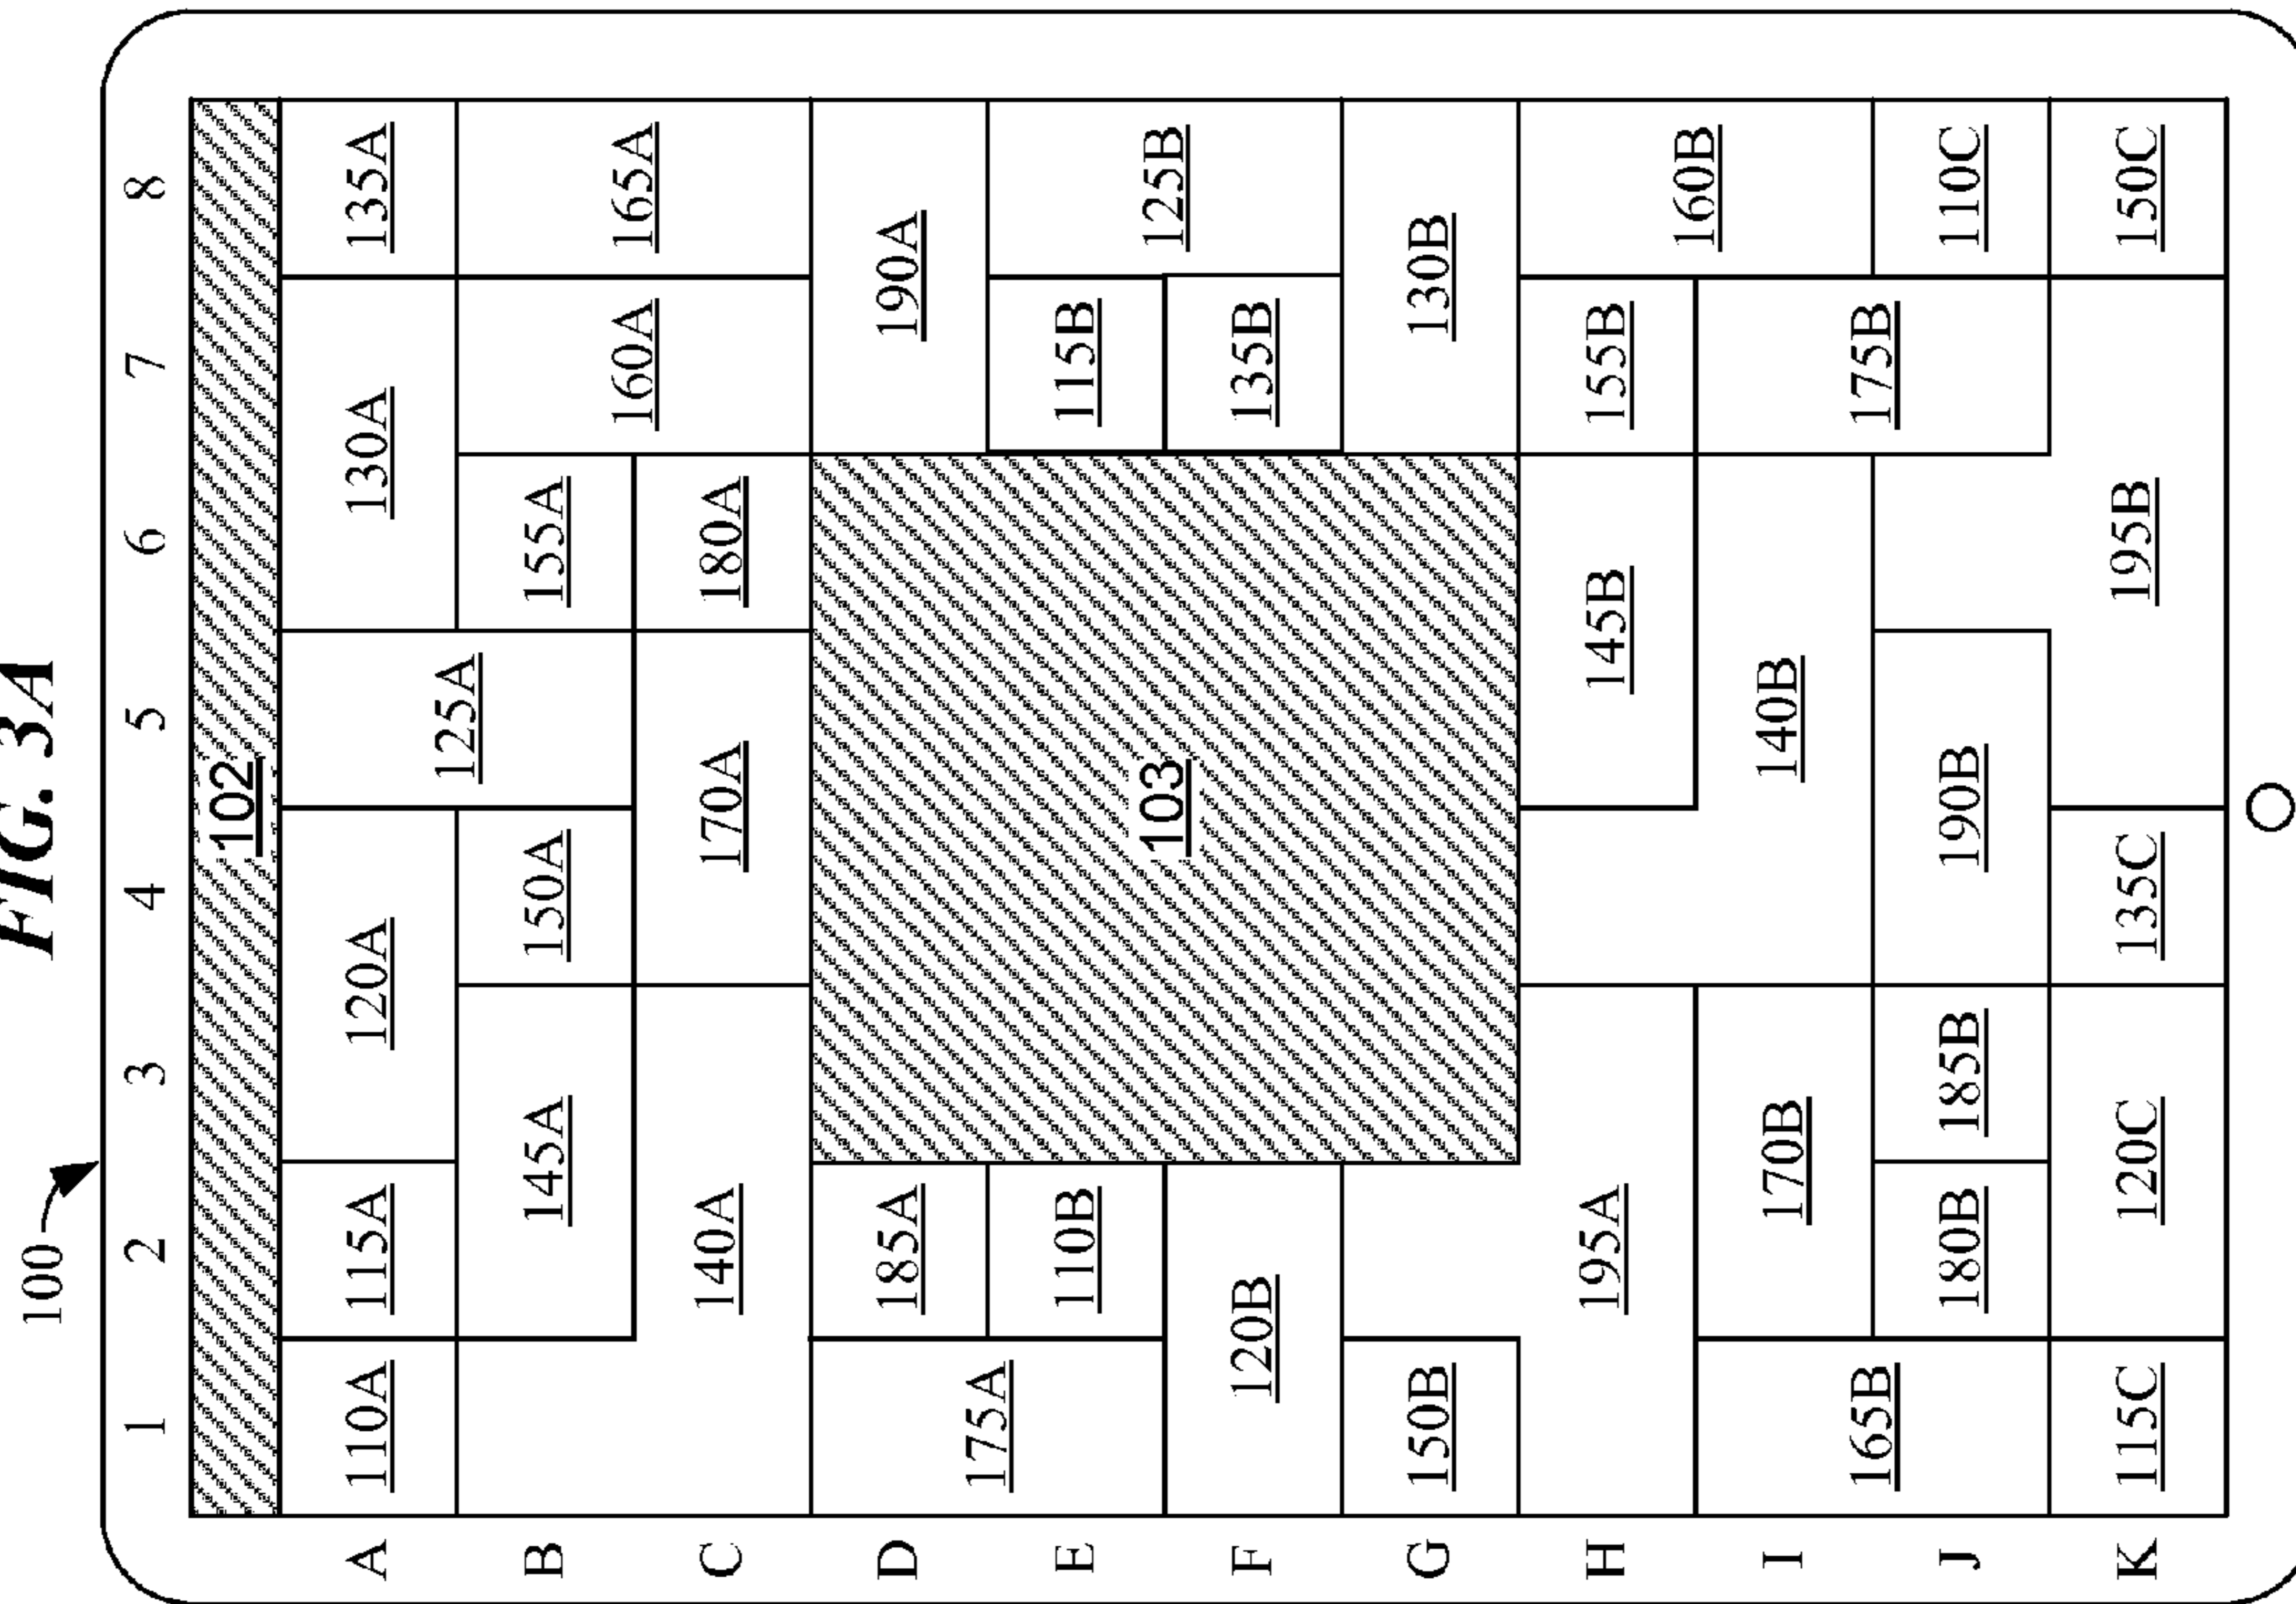 FIG. 3A
100
1 2 3 4 5 6 7 8
102
A 110A 115A 120A 125A 130A 135A
B 145A 150A 155A 160A 165A
C 140A 170A 180A
D 175A 185A 103 190A
E 110B 115B 125B
F 120B 135B
G 150B 130B
H 195A 145B 155B 160B
I 165B 170B 140B 175B
J 180B 185B 190B 110C
K 115C 120C 135C 195B 150C